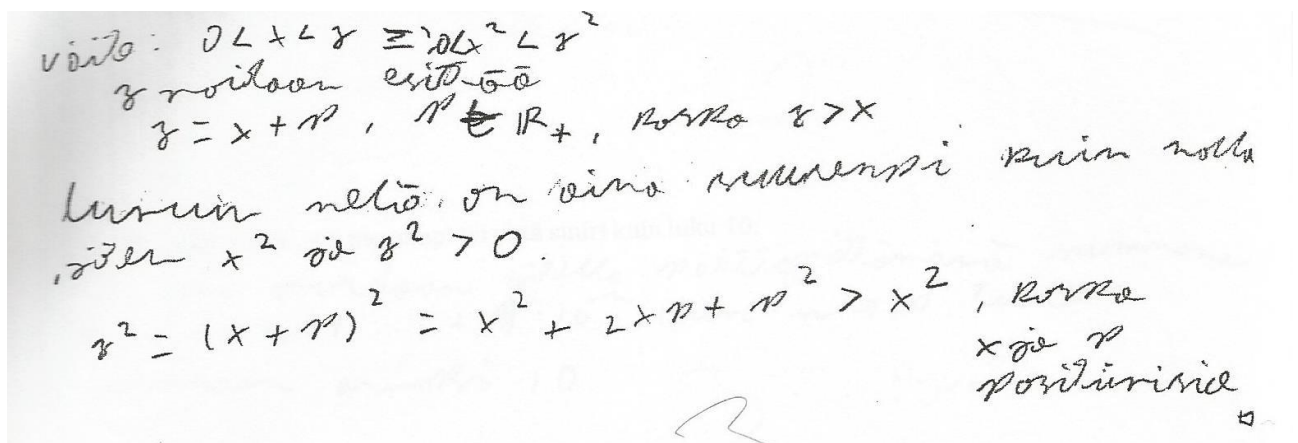 väite: 0 < x < y ≡> 0 < x² < y²
y voidaan esittää
y = x + p, p ∈ ℝ₊, koska y > x
luvun neliö on aina suurempi kuin nolla
, joten x² ja y² > 0.
y² = (x + p)² = x² + 2xp + p² > x², koska
x ja p
positiivisia
□